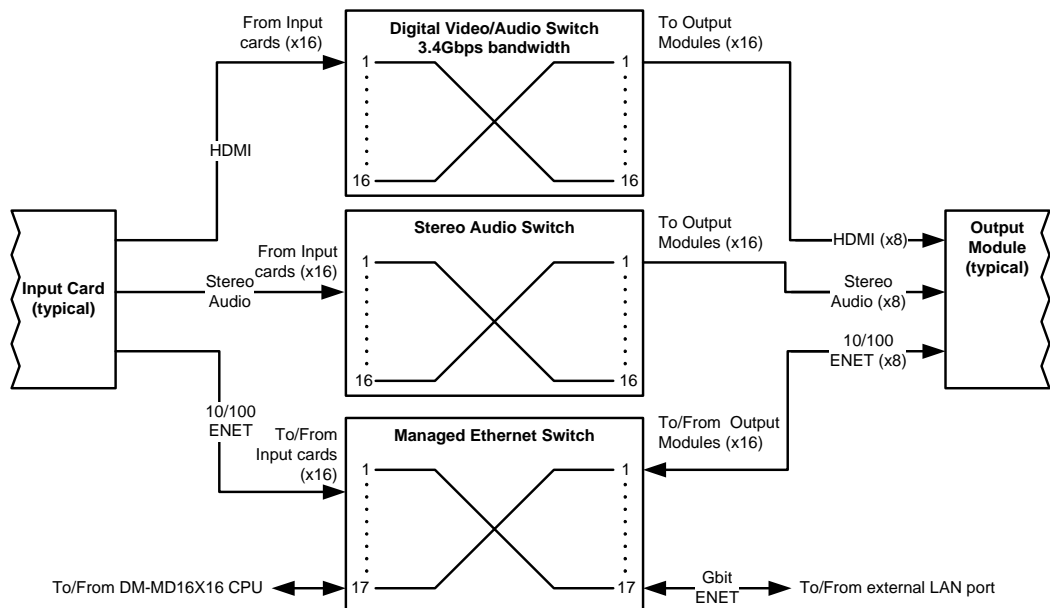 From Input
cards (x16)
Digital Video/Audio Switch
3.4Gbps bandwidth
To Output
Modules (x16)
1
1
HDMI
16
16
Input Card
(typical)
From Input
cards (x16)
Stereo
Audio
Stereo Audio Switch
To Output
Modules (x16)
1
1
16
16
HDMI (x8)
Stereo
Audio (x8)
10/100
ENET (x8)
Output
Module
(typical)
10/100
ENET
To/From
Input cards
(x16)
Managed Ethernet Switch
To/From Output
Modules (x16)
1
1
17
17
To/From DM-MD16X16 CPU
Gbit
ENET
To/From external LAN port